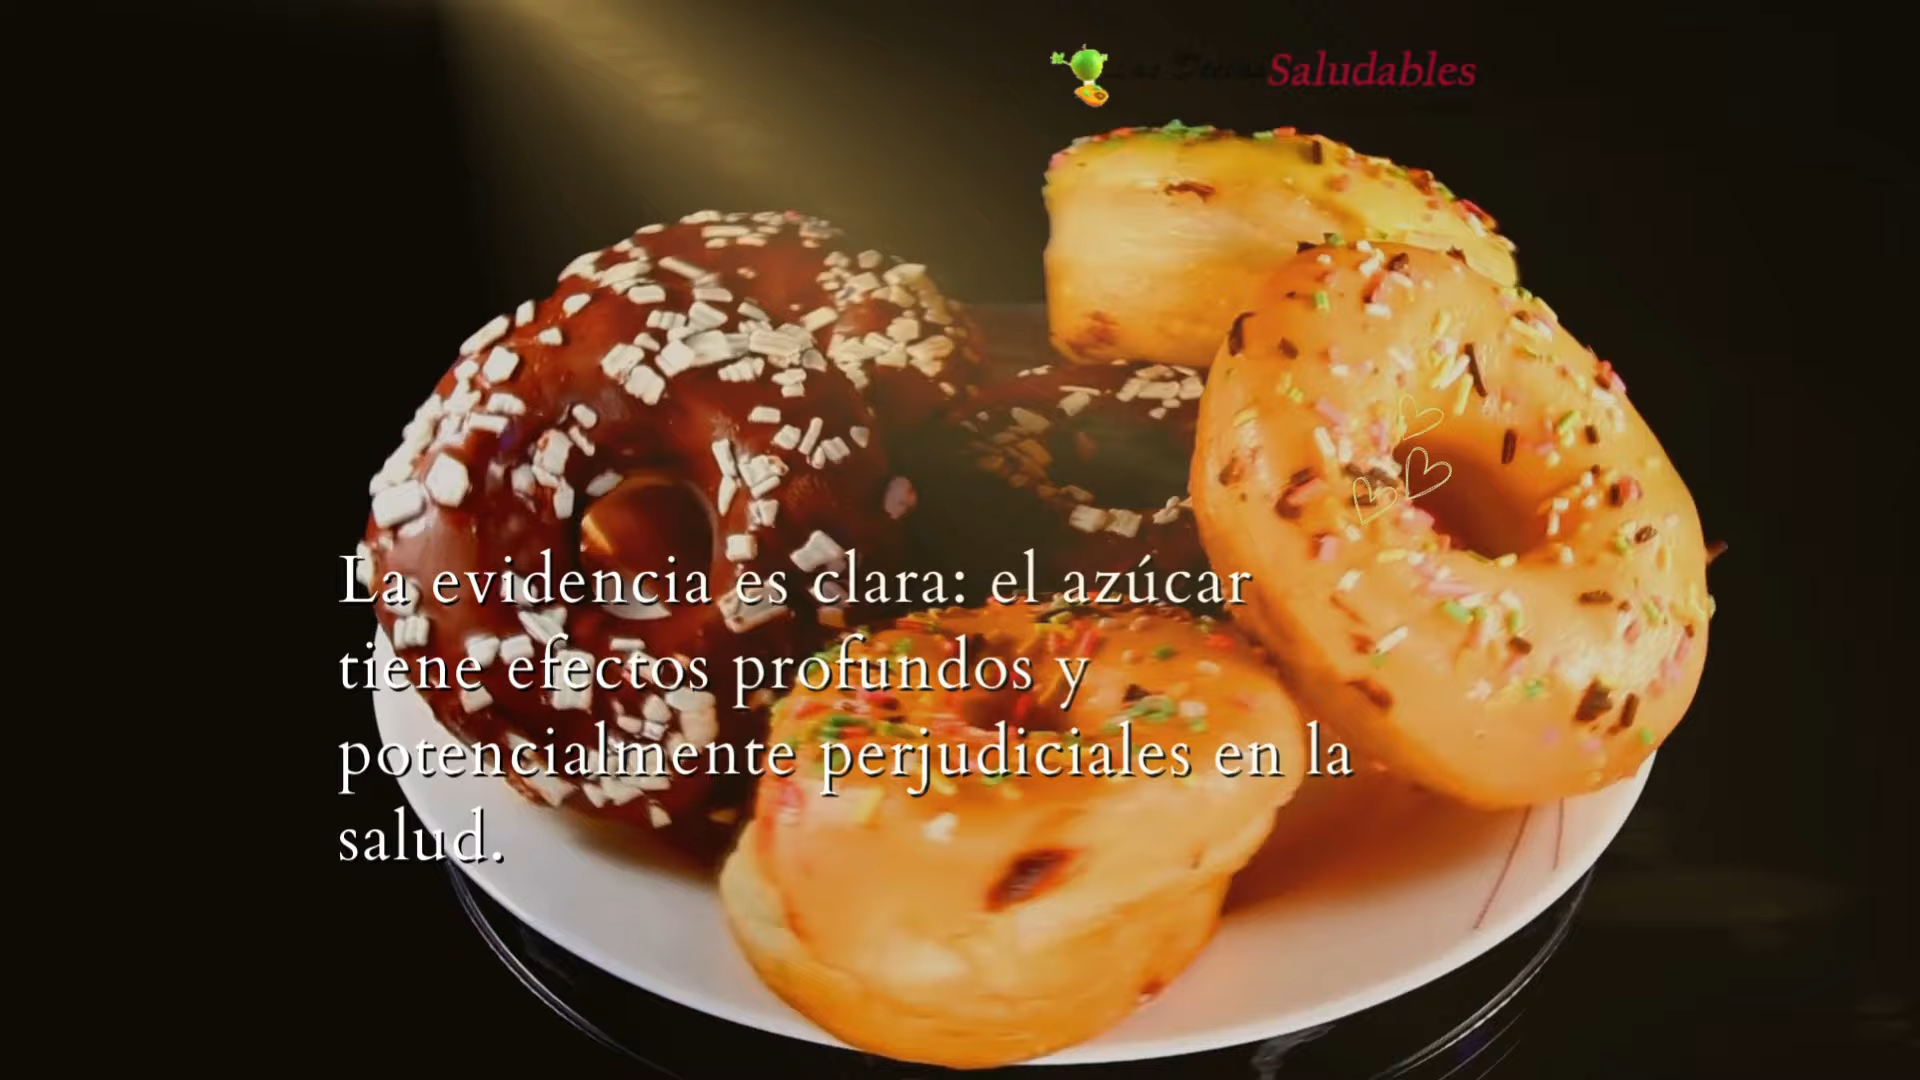 Saludables
La evidencia es clara: el azúcar
tiene efectos profundos y
potencialmente perjudiciales en la
salud.